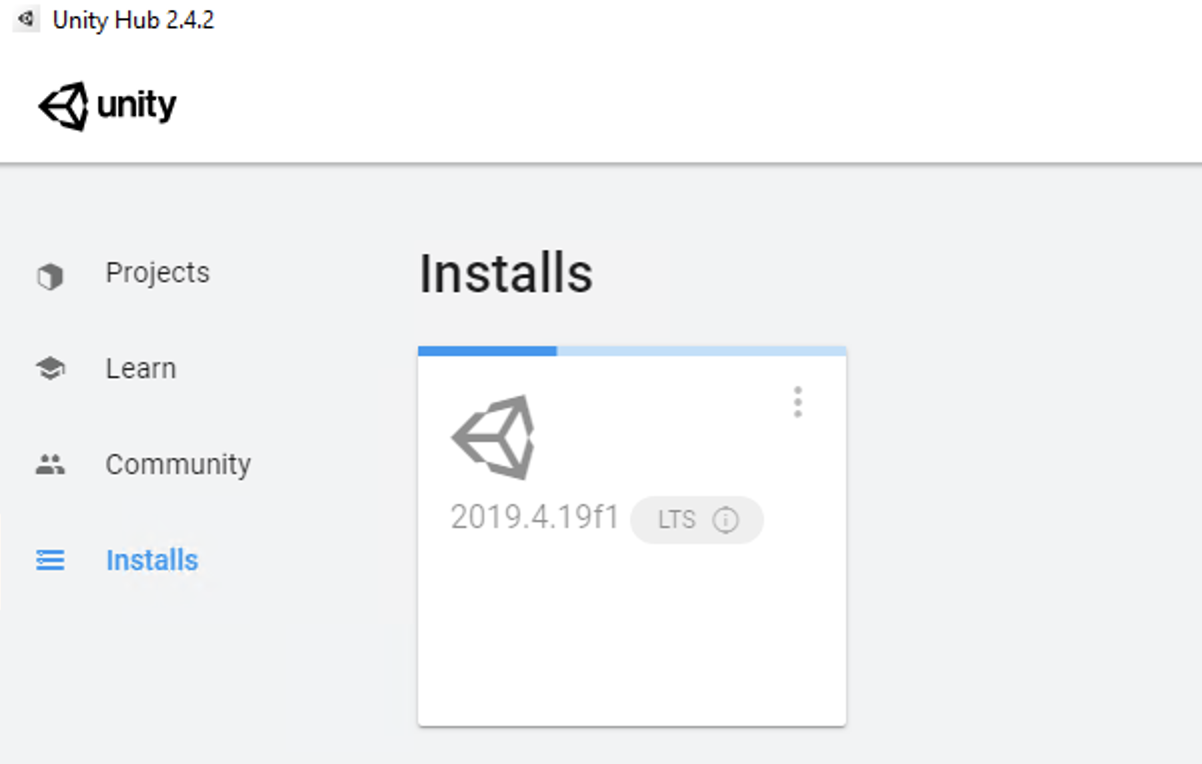 Unity Hub 2.4.2
unity
Projects
Learn
Community
Installs
Installs
2019.4.19f1 LTS